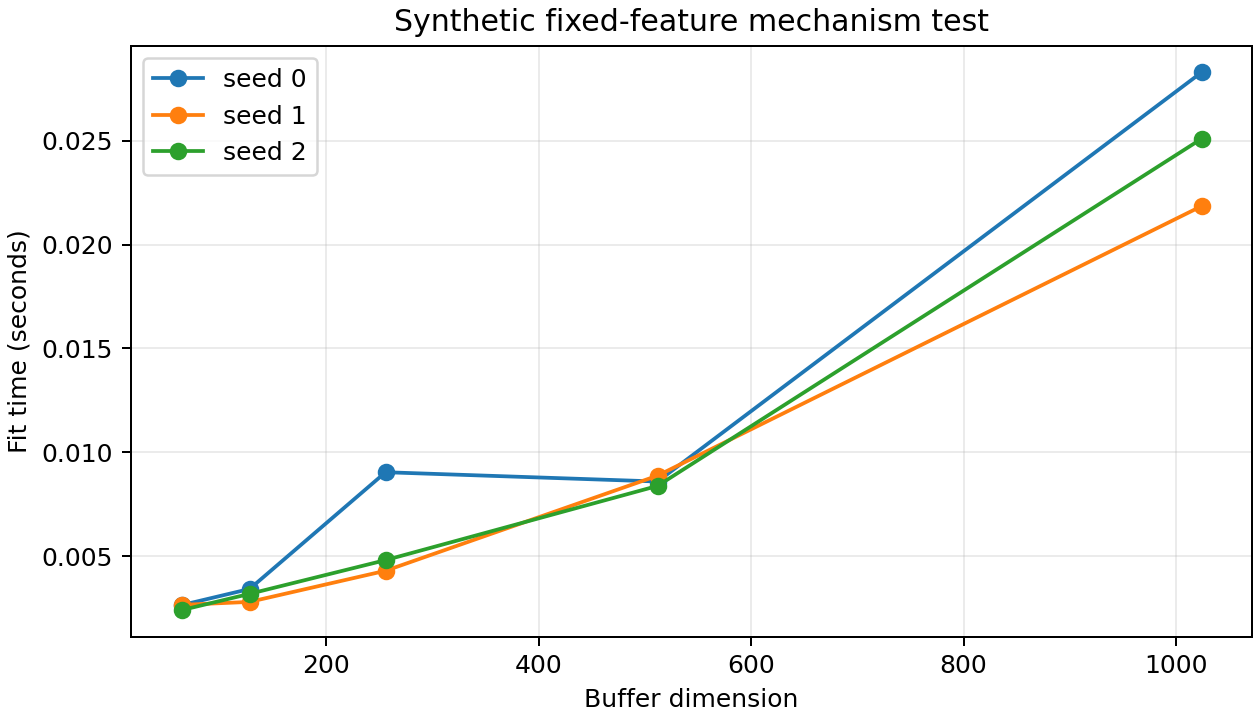 Synthetic fixed-feature mechanism test
seed 0
seed 1
seed 2
Fit time (seconds)
0.025
0.020
0.015
0.010
0.005
200 400 600 800 1000
Buffer dimension